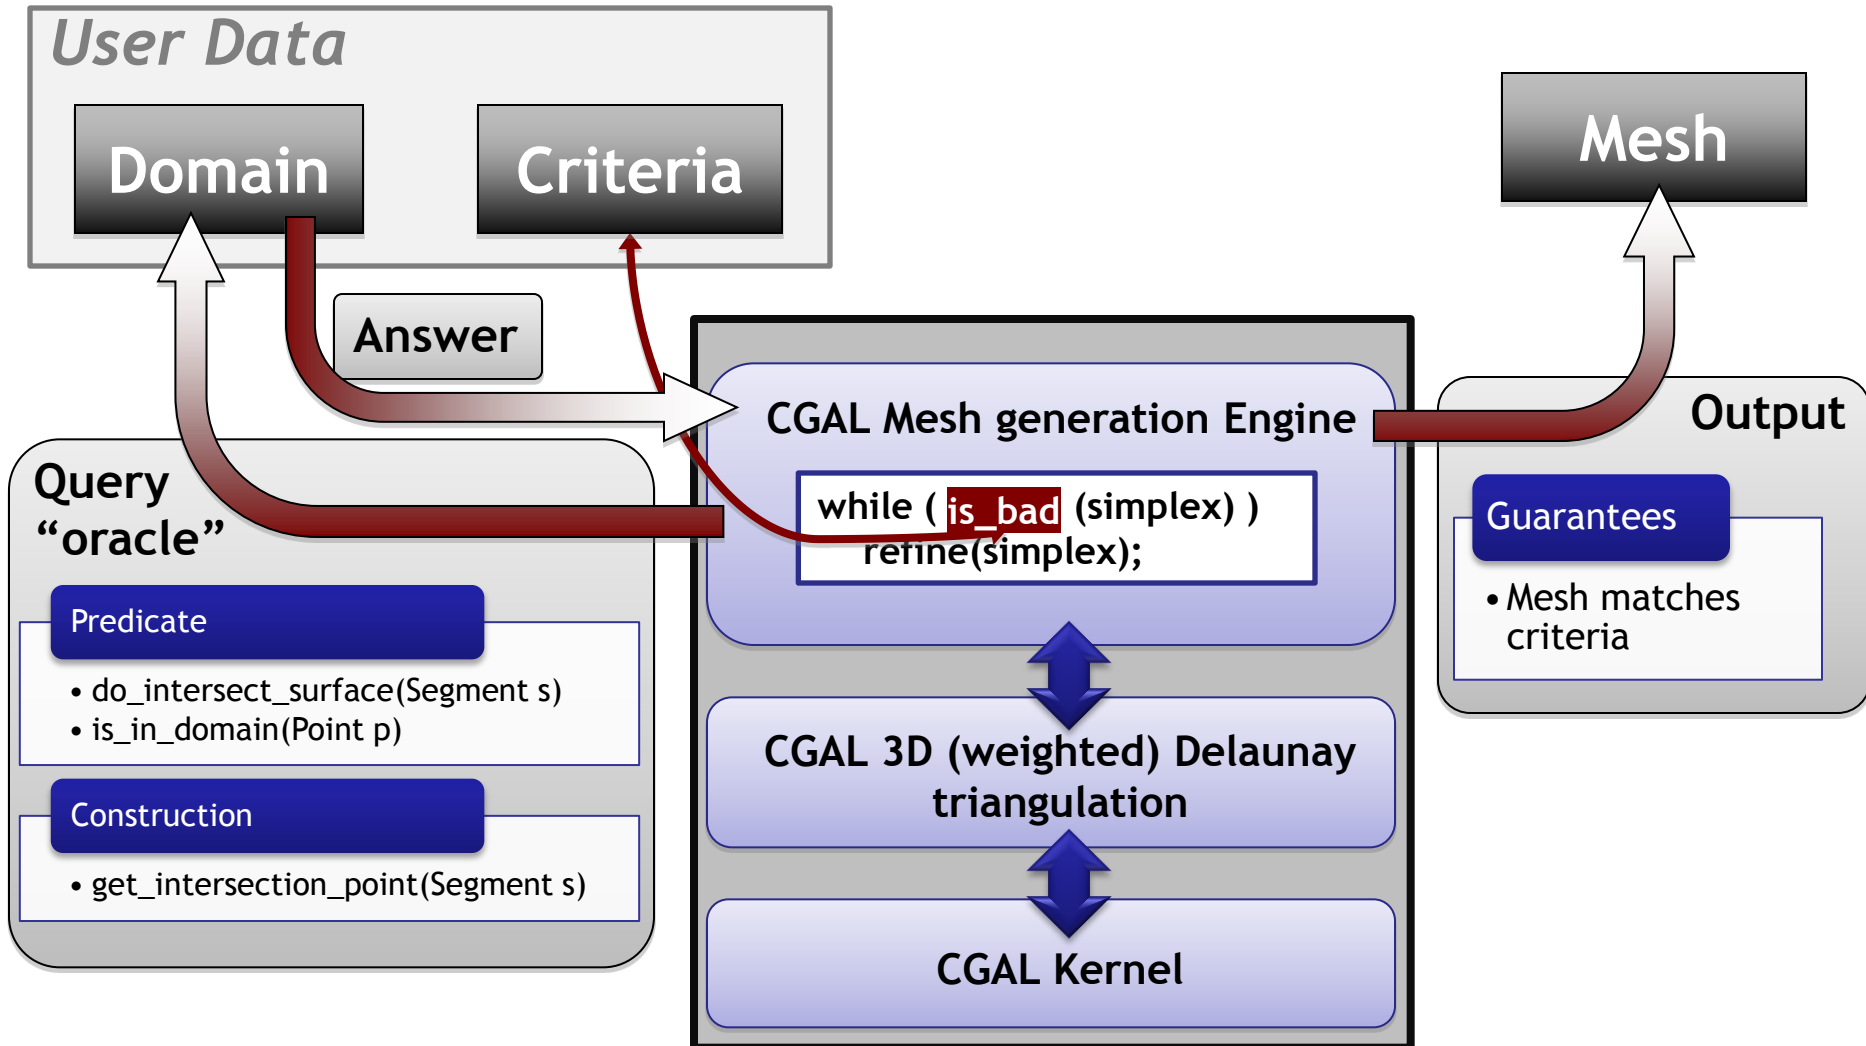 User Data
Domain
Criteria
Mesh
Answer
CGAL Mesh generation Engine
while ( is_bad (simplex) )
refine(simplex);
Output
Guarantees
• Mesh matches
criteria
Query
“oracle”
Predicate
• do_intersect_surface(Segment s)
• is_in_domain(Point p)
Construction
• get_intersection_point(Segment s)
CGAL 3D (weighted) Delaunay
triangulation
CGAL Kernel